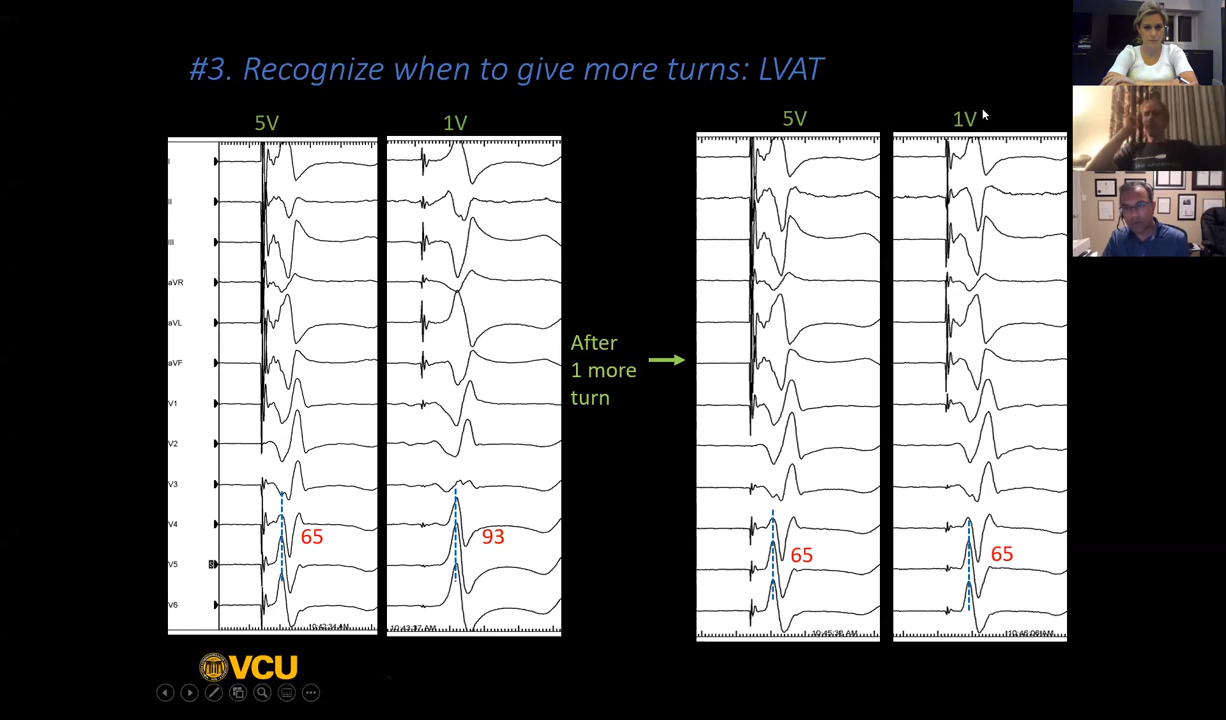 #3. Recognize when to give more turns: LVAT
5V
1V
5V
1V
I
II
III
aVR
aVL
aVF
V1
V2
V3
V4
V5
V6
65
93
After
1 more
turn
65
65
VCU